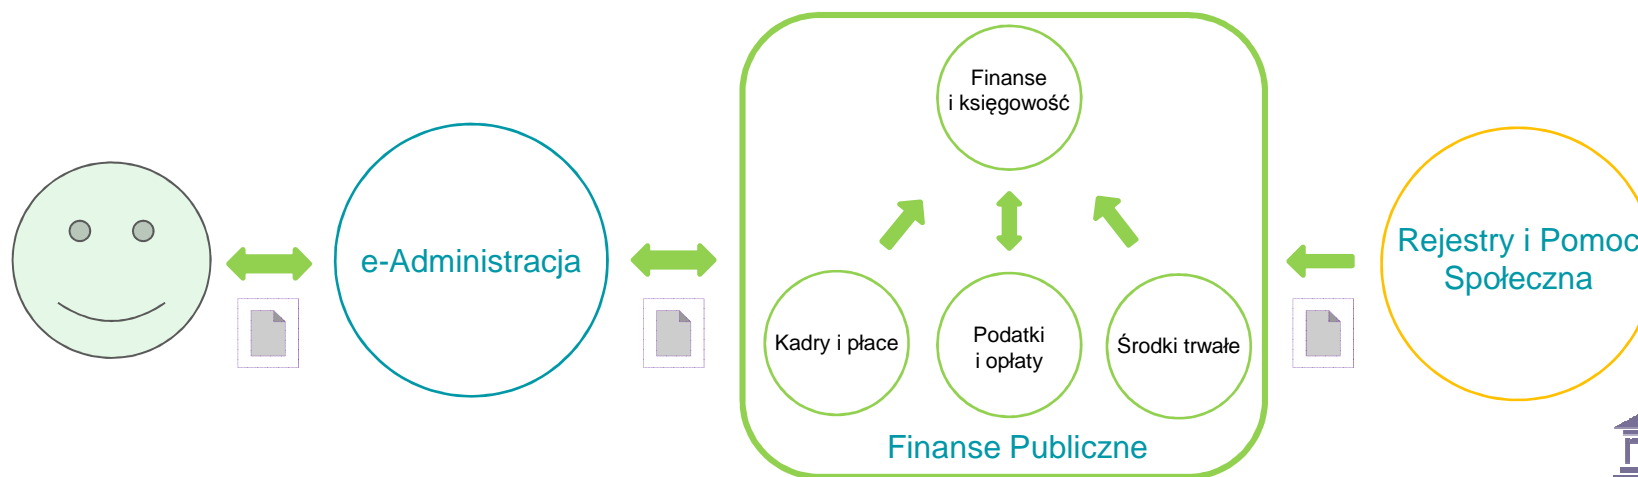 e-Administracja
Finanse
i księgowość
Kadry i płace
Podatki
i opłaty
Środki trwałe
Finanse Publiczne
Rejestry i Pomoc
Społeczna